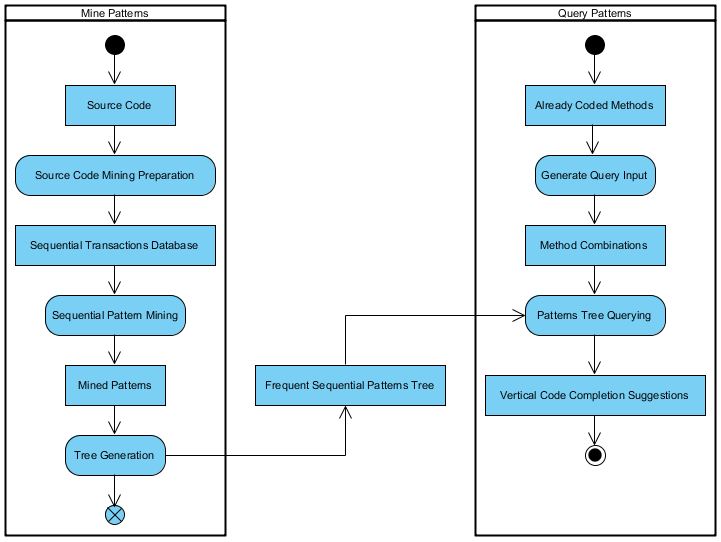 Mine Patterns
Source Code
Source Code Mining Preparation
Sequential Transactions Database
Sequential Pattern Mining
Mined Patterns
Tree Generation
Frequent Sequential Patterns Tree
Query Patterns
Already Coded Methods
Generate Query Input
Method Combinations
Patterns Tree Querying
Vertical Code Completion Suggestions